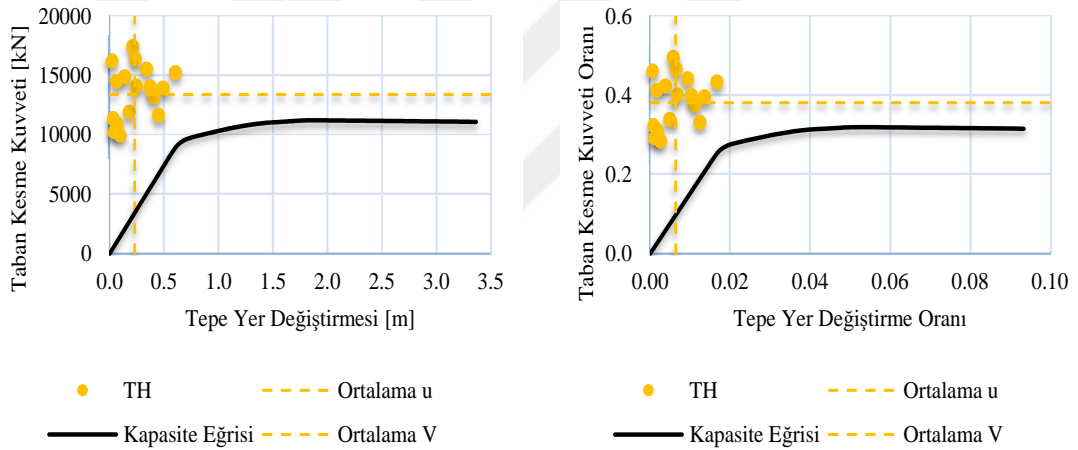 Taban Kesme Kuvveti [kN]
20000
15000
10000
5000
0
0.0 0.5 1.0 1.5 2.0 2.5 3.0 3.5
Tepe Yer Değiştirmesi [m]
TH
Ortalama u
Kapasite Eğrisi
Ortalama V
Taban Kesme Kuvveti Oranı
0.6
0.4
0.2
0.0
0.00 0.02 0.04 0.06 0.08 0.10
Tepe Yer Değiştirme Oranı
TH
Ortalama u
Kapasite Eğrisi
Ortalama V